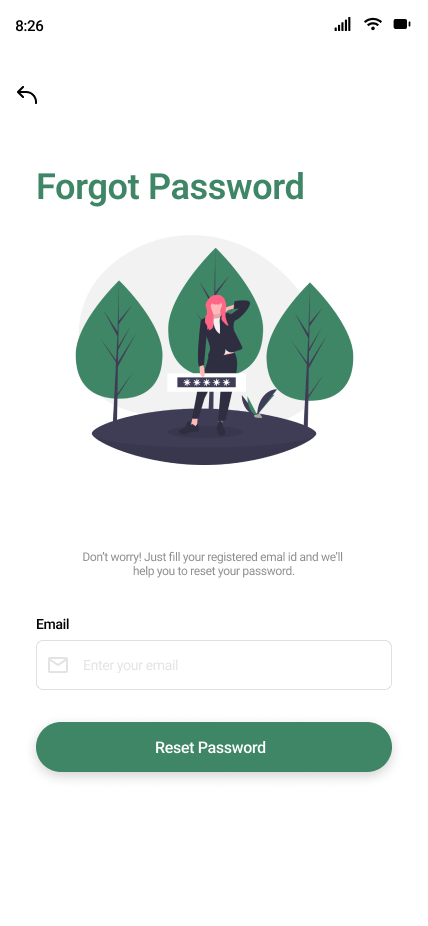 8:26
Forgot Password
Don't worry! Just fill your registered emal id and we'll
help you to reset your password.
Email
Enter your email
Reset Password